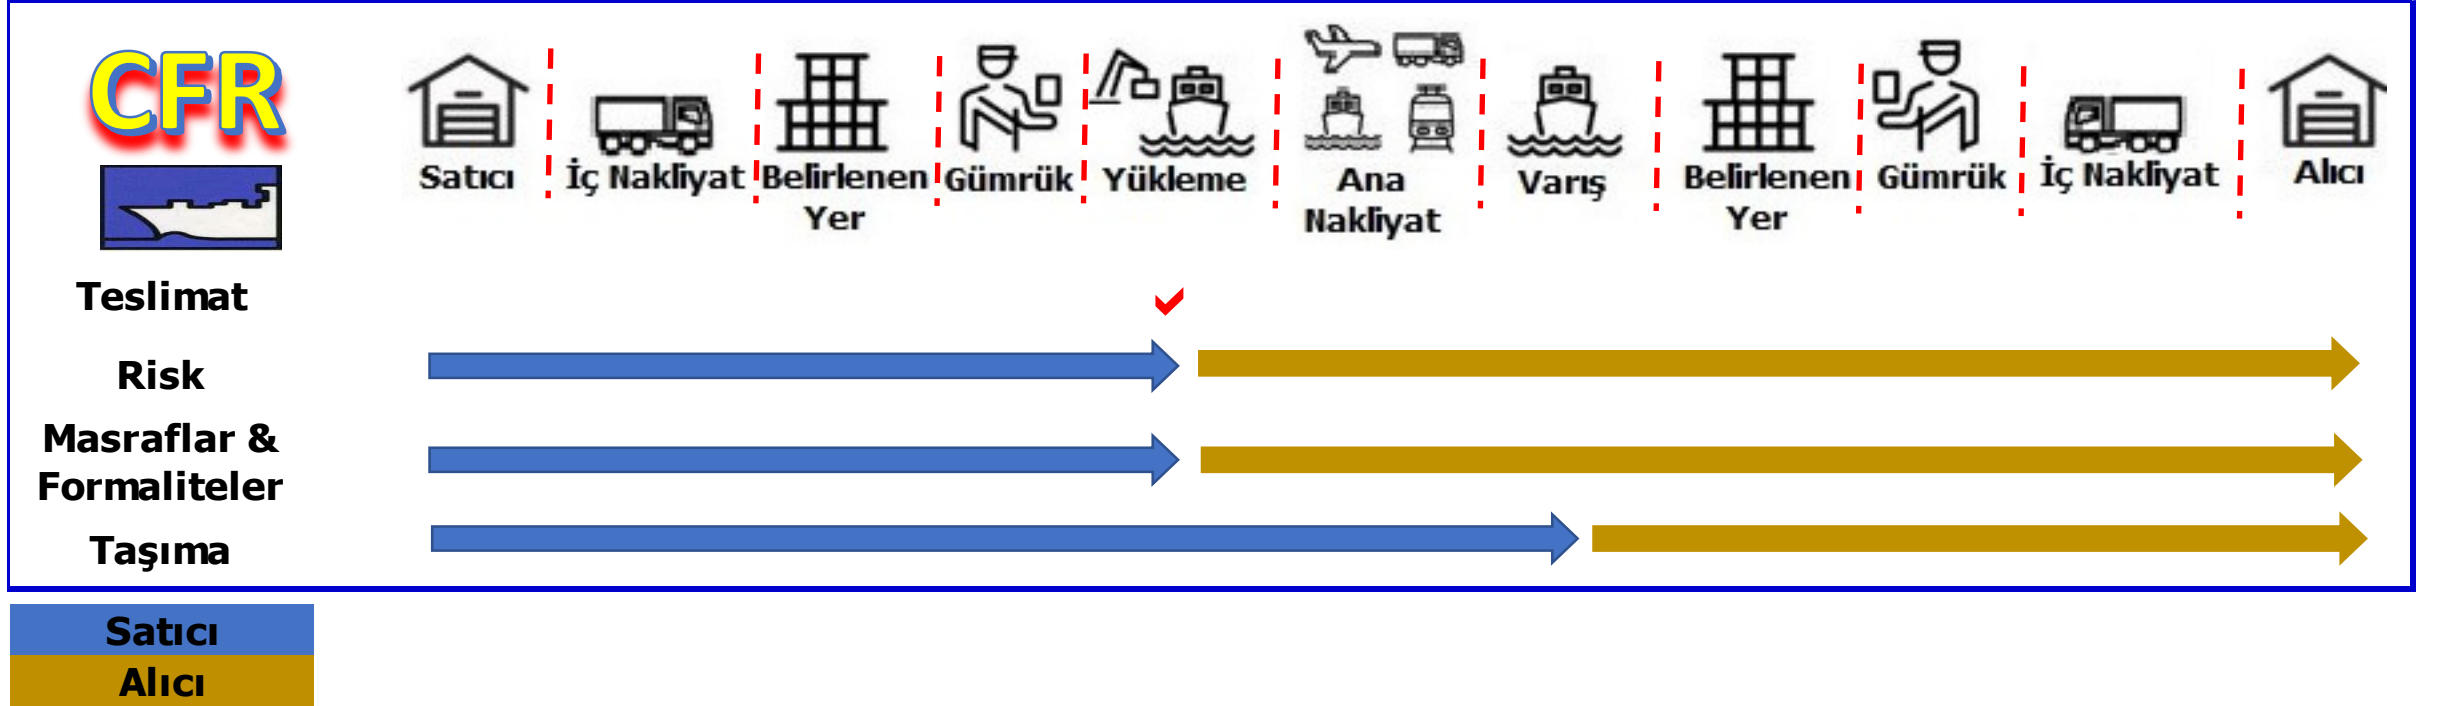 CFR
Satıcı
İç Nakliyat
Belirlenen
Yer
Gümrük
Yükleme
Ana
Nakliyat
Varış
Belirlenen
Yer
Gümrük
İç Nakliyat
Alıcı
Teslimat
Risk
Masraflar &
Formaliteler
Taşıma
Satıcı
Alıcı